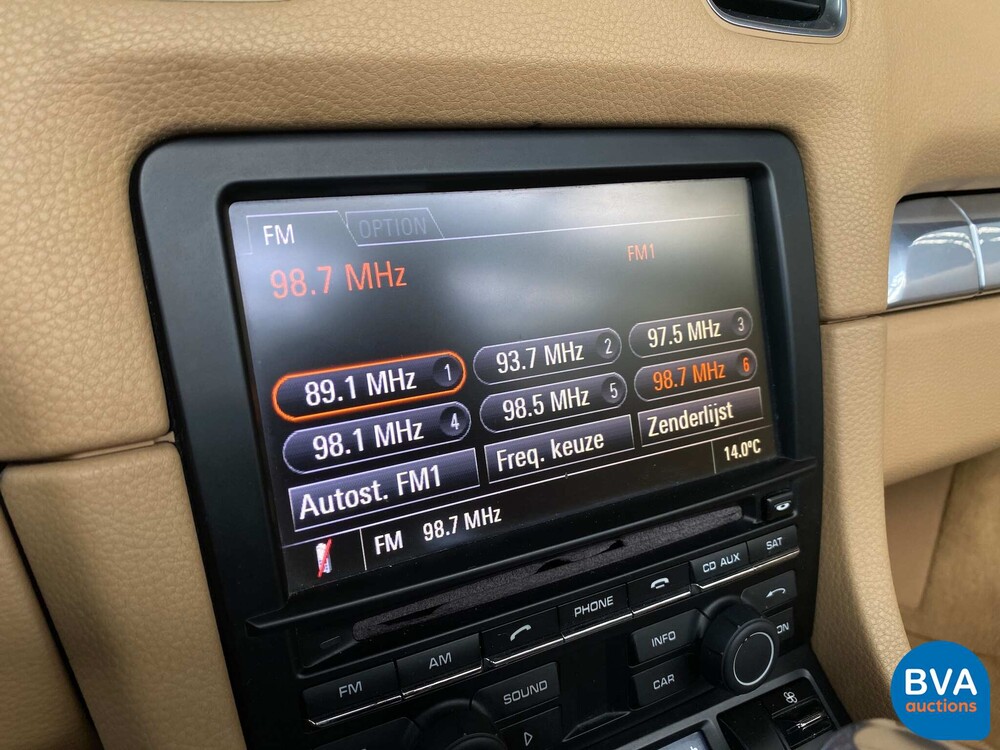 FM OPTION
98.7 MHz FM1
89.1 MHz 1 93.7 MHz 2 97.5 MHz 3
98.1 MHz 4 98.5 MHz 5 98.7 MHz 6
Autost. FM1 Freq. keuze Zenderlijst
FM 98.7 MHz 14.0ºC
FM AM PHONE CD AUX SAT
SOUND INFO
CAR
BVA
auctions